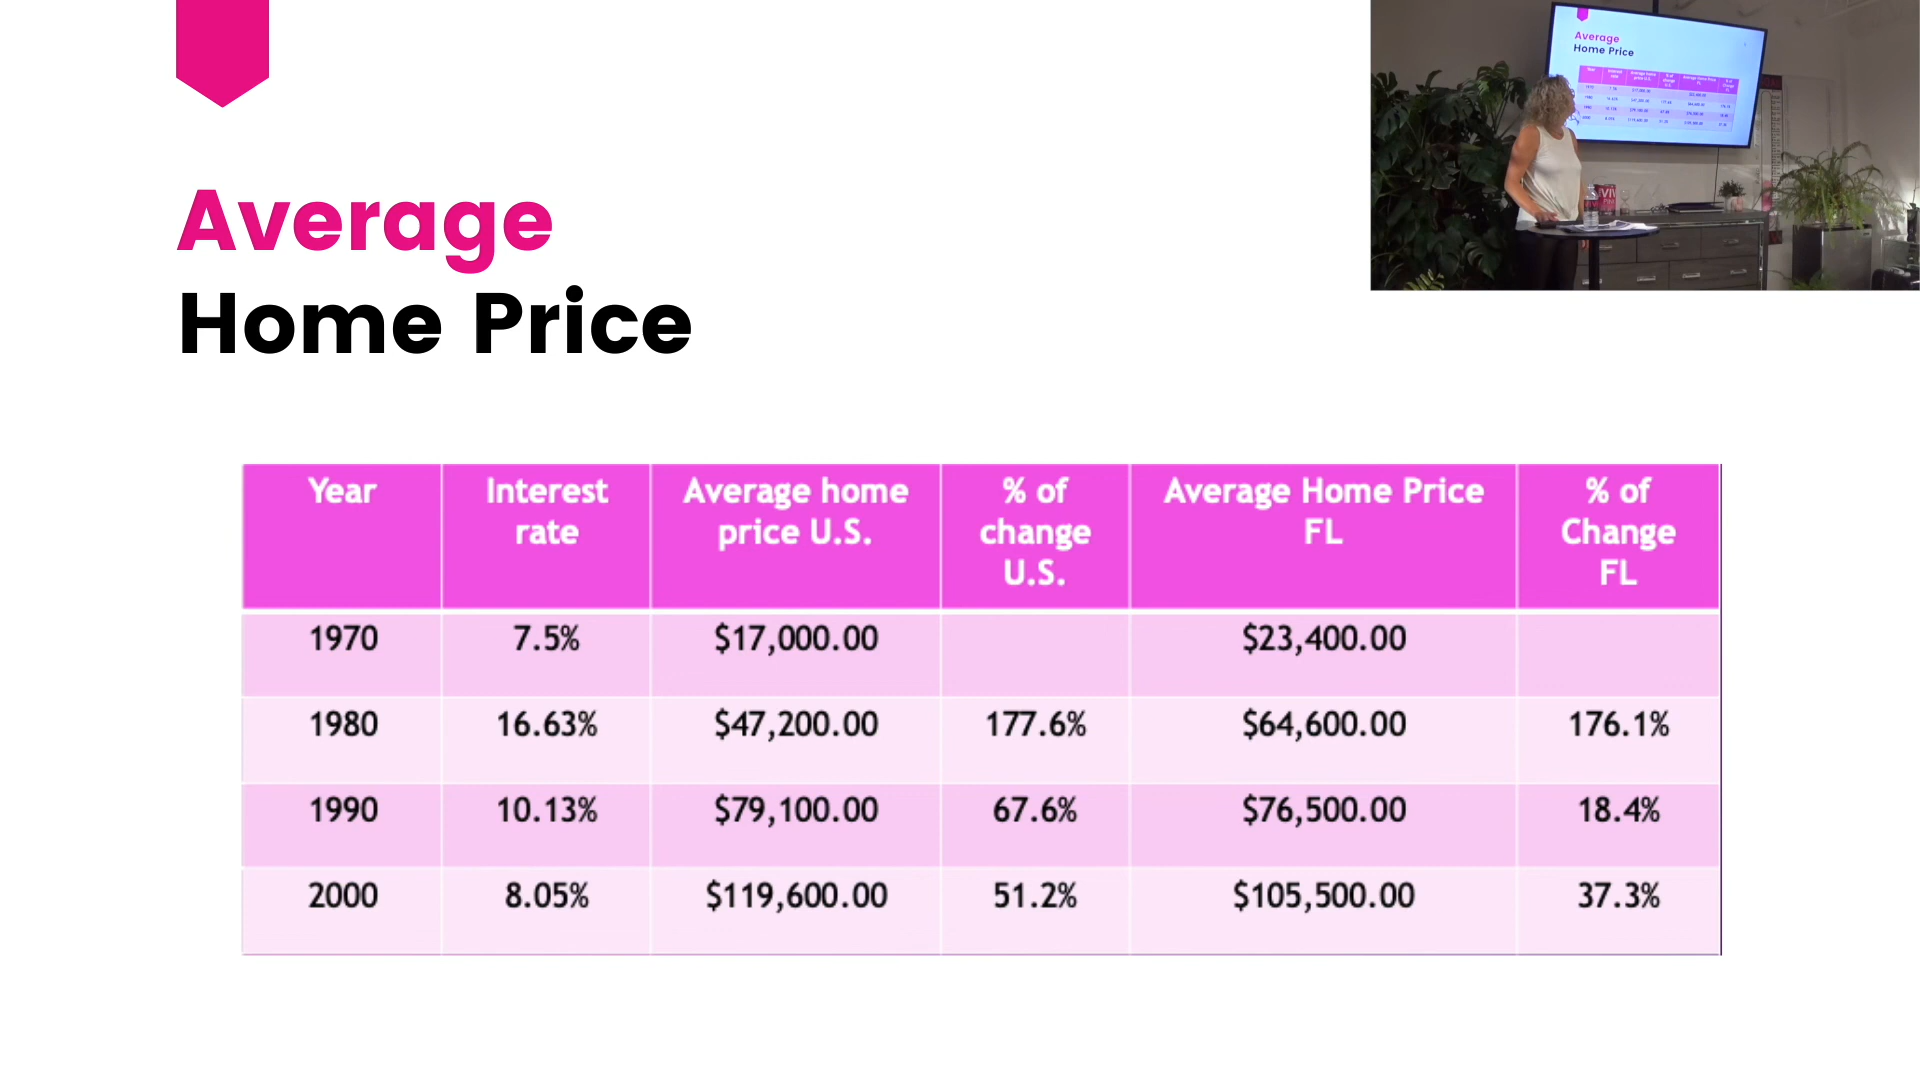 Average
Home Price
Year Interest rate Average home price U.S. % of change U.S. Average Home Price FL % of Change FL
1970 7.5% $17,000.00 $23,400.00
1980 16.63% $47,200.00 177.6% $64,600.00 176.1%
1990 10.13% $79,100.00 67.6% $76,500.00 18.4%
2000 8.05% $119,600.00 51.2% $105,500.00 37.3%
Average
Home Price